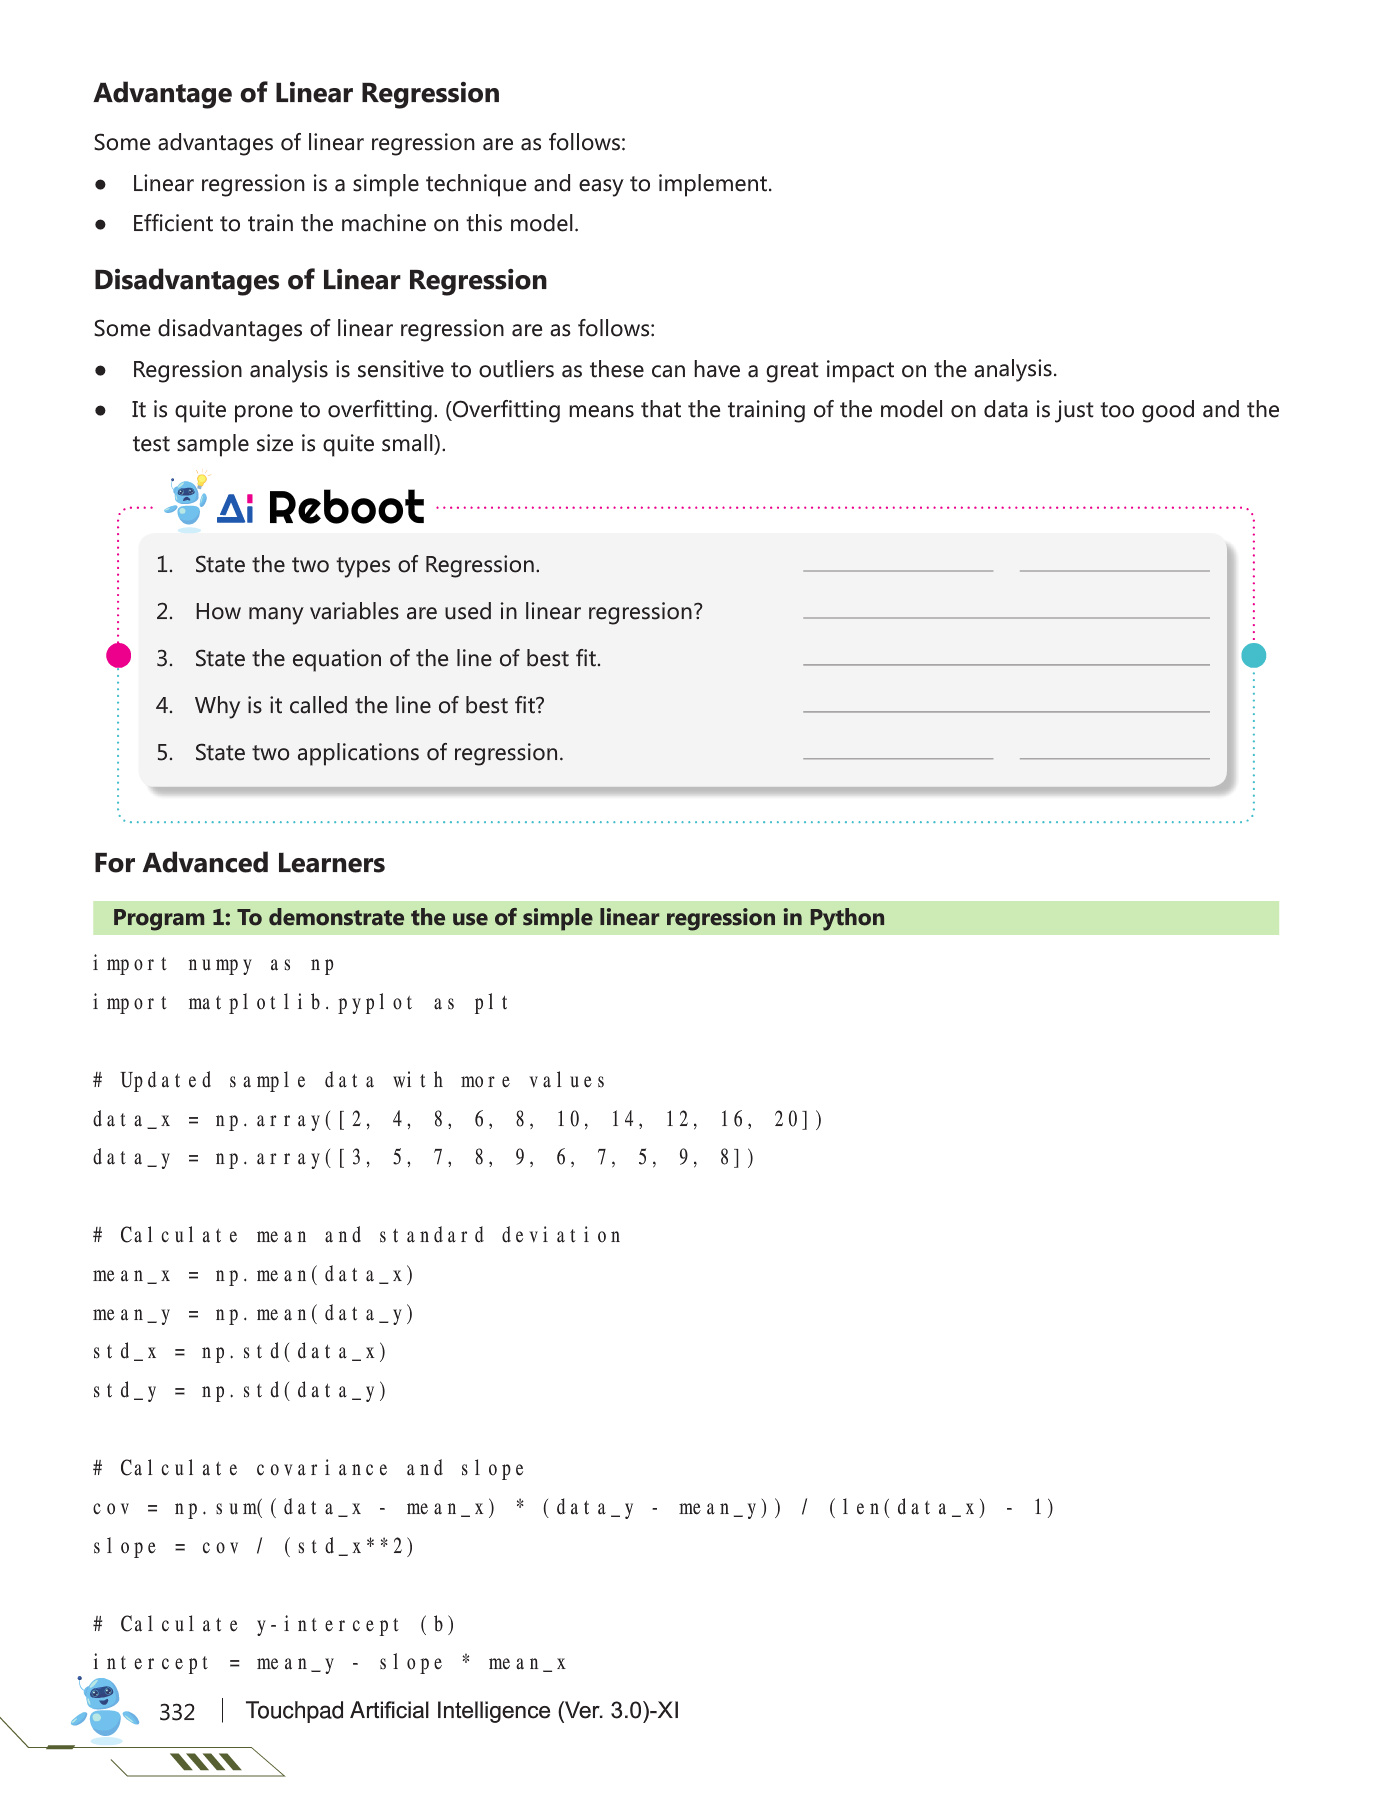 Advantage of Linear Regression
Some advantages of linear regression are as follows:
● Linear regression is a simple technique and easy to implement.
● Efficient to train the machine on this model.
Disadvantages of Linear Regression
Some disadvantages of linear regression are as follows:
● Regression analysis is sensitive to outliers as these can have a great impact on the analysis.
● It is quite prone to overfitting. (Overfitting means that the training of the model on data is just too good and the
test sample size is quite small).
Ai Reboot
1. State the two types of Regression.
2. How many variables are used in linear regression?
3. State the equation of the line of best fit.
4. Why is it called the line of best fit?
5. State two applications of regression.
For Advanced Learners
Program 1: To demonstrate the use of simple linear regression in Python
import numpy as np
import matplotlib.pyplot as plt
# Updated sample data with more values
data_x = np.array([2, 4, 8, 6, 8, 10, 14, 12, 16, 20])
data_y = np.array([3, 5, 7, 8, 9, 6, 7, 5, 9, 8])
# Calculate mean and standard deviation
mean_x = np.mean(data_x)
mean_y = np.mean(data_y)
std_x = np.std(data_x)
std_y = np.std(data_y)
# Calculate covariance and slope
cov = np.sum((data_x - mean_x) * (data_y - mean_y)) / (len(data_x) - 1)
slope = cov / (std_x**2)
# Calculate y-intercept (b)
intercept = mean_y - slope * mean_x
332 Touchpad Artificial Intelligence (Ver. 3.0)-XI